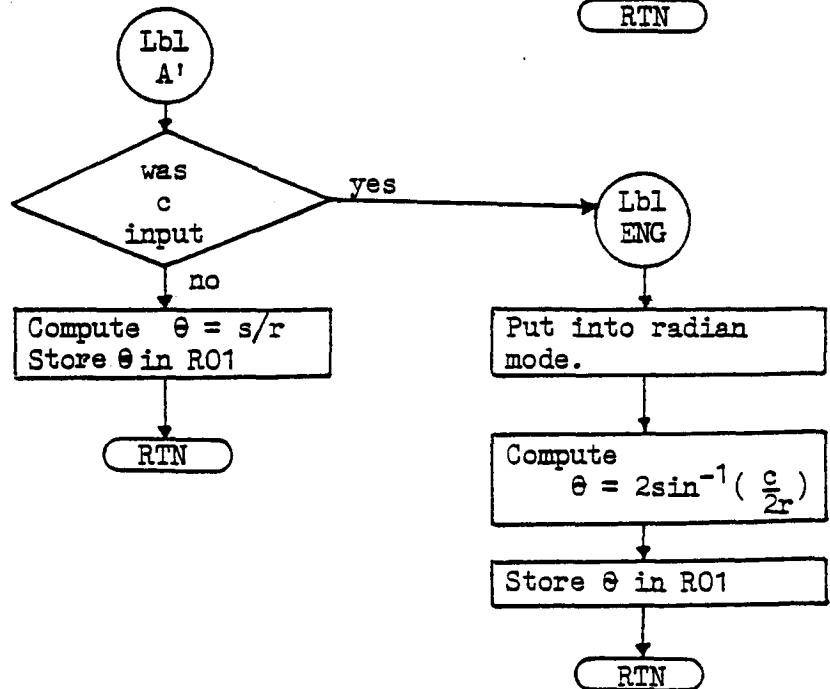 RTN
Lbl
A'
was
c
input
yes
no
Lbl
ENG
Compute θ = s/r
Store θ in R01
RTN
Put into radian
mode.
Compute
θ = 2sin⁻¹( c/2r )
Store θ in R01
RTN